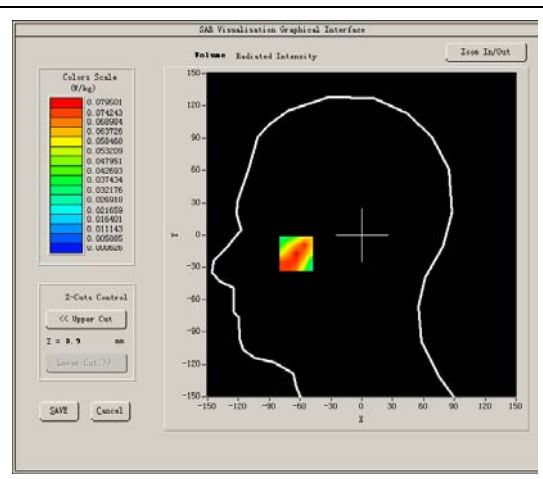 SAR Visualisation Graphical Interface
Volume Radiated Intensity
Zoom In/Out
Colors Scale
(W/kg)
0.079501
0.074243
0.068984
0.063726
0.058468
0.053209
0.047951
0.042693
0.037434
0.032176
0.026918
0.021659
0.016401
0.011143
0.005885
0.000626
Z-Cuts Control
<< Upper Cut
Z = 0.9 mm
Lower Cut >>
SAVE Cancel
150
120
90
60
30
0
-30
-60
-90
-120
-150
Y
-150 -120 -90 -60 -30 0 30 60 90 120 150
X